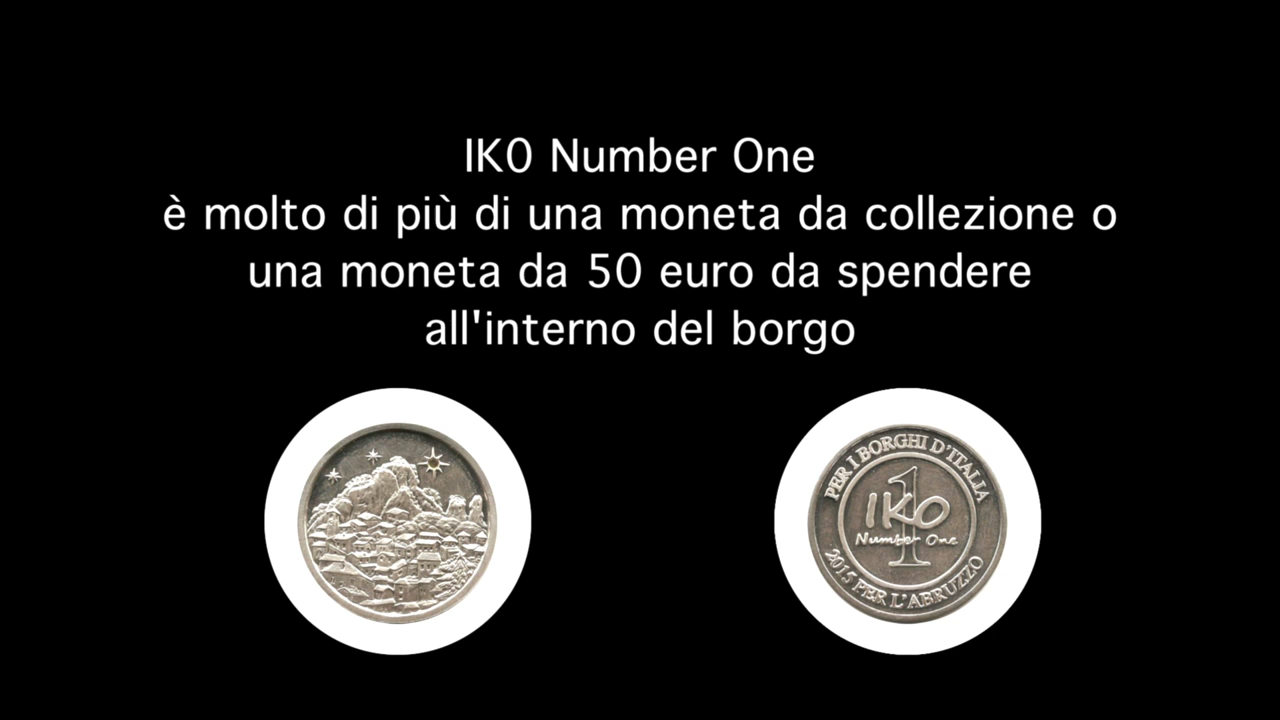 IKO Number One
è molto di più di una moneta da collezione o
una moneta da 50 euro da spendere
all'interno del borgo
PER I BORGHI D'ITALIA
1
IKO
Number One
2015 PER L'ABRUZZO